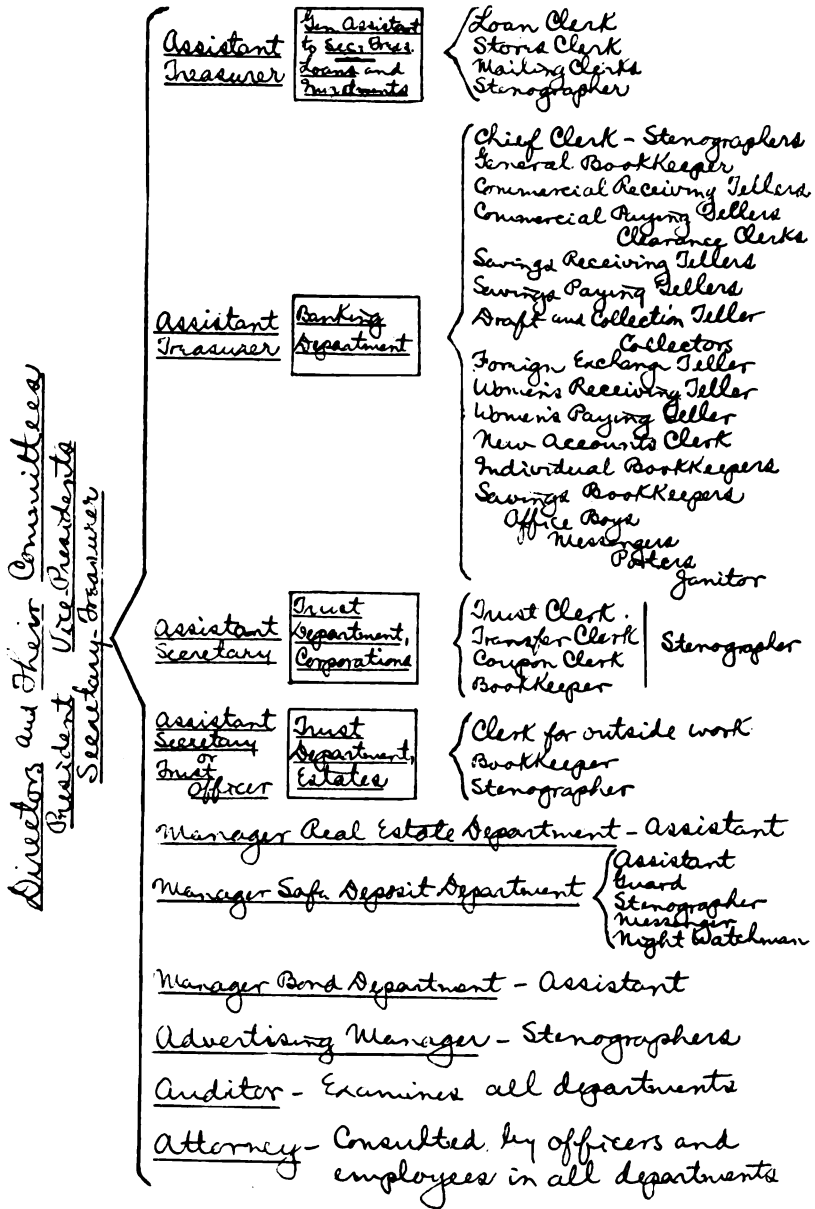 Directors and Their Committees
President Vice-Presidents
Secretary-Treasurer
Assistant
Treasurer
Gen Assistant
to Sec. Treas.
Loans and
Investments
Loan Clerk
Stores Clerk
Mailing Clerks
Stenographer
Assistant
Treasurer
Banking
Department
Chief Clerk - Stenographers
General Bookkeeper
Commercial Receiving Tellers
Commercial Paying Tellers
Clearance Clerks
Savings Receiving Tellers
Savings Paying Tellers
Draft and Collection Teller
Collectors
Foreign Exchange Teller
Women's Receiving Teller
Women's Paying Teller
New Accounts Clerk
Individual Bookkeepers
Savings Bookkeepers
Office Boys
Messengers
Porters
Janitor
Assistant
Secretary
Trust
Department,
Corporations
Trust Clerk
Transfer Clerk
Coupon Clerk
Bookkeeper
Stenographer
Assistant
Secretary
or
Trust
Officer
Trust
Department,
Estates
Clerk for outside work
Bookkeeper
Stenographer
Manager Real Estate Department - Assistant
Manager Safe Deposit Department
Assistant
Guard
Stenographer
Messenger
Night Watchman
Manager Bond Department - Assistant
Advertising Manager - Stenographers
Auditor - Examines all departments
Attorney - Consulted by officers and
employees in all departments